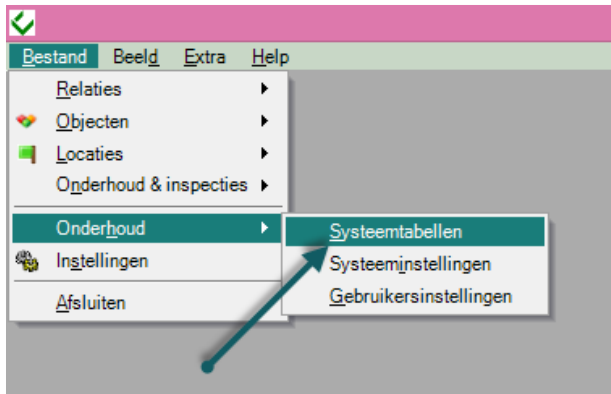 Bestand Beeld Extra Help
Relaties
Objecten
Locaties
Onderhoud & inspecties
Onderhoud
Instellingen
Afsluiten
Systeemtabellen
Systeeminstellingen
Gebruikersinstellingen